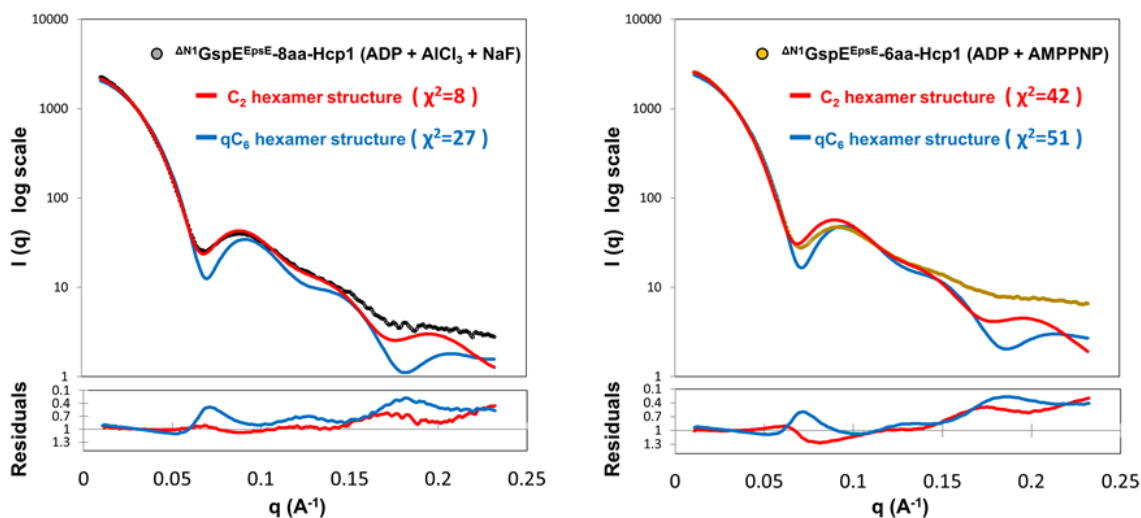 10000
1000
100
10
1
I (q) log scale
ΔN1GspEEpsE-8aa-Hcp1 (ADP + AlCl3 + NaF)
C2 hexamer structure ( χ2=8 )
qC6 hexamer structure ( χ2=27 )
0.1
0.4
0.7
1
1.3
Residuals
0
0.05
0.1
0.15
0.2
0.25
q (A-1)
10000
1000
100
10
1
I (q) log scale
ΔN1GspEEpsE-6aa-Hcp1 (ADP + AMPPNP)
C2 hexamer structure ( χ2=42 )
qC6 hexamer structure ( χ2=51 )
0.1
0.4
0.7
1
1.3
Residuals
0
0.05
0.1
0.15
0.2
0.25
q (A-1)